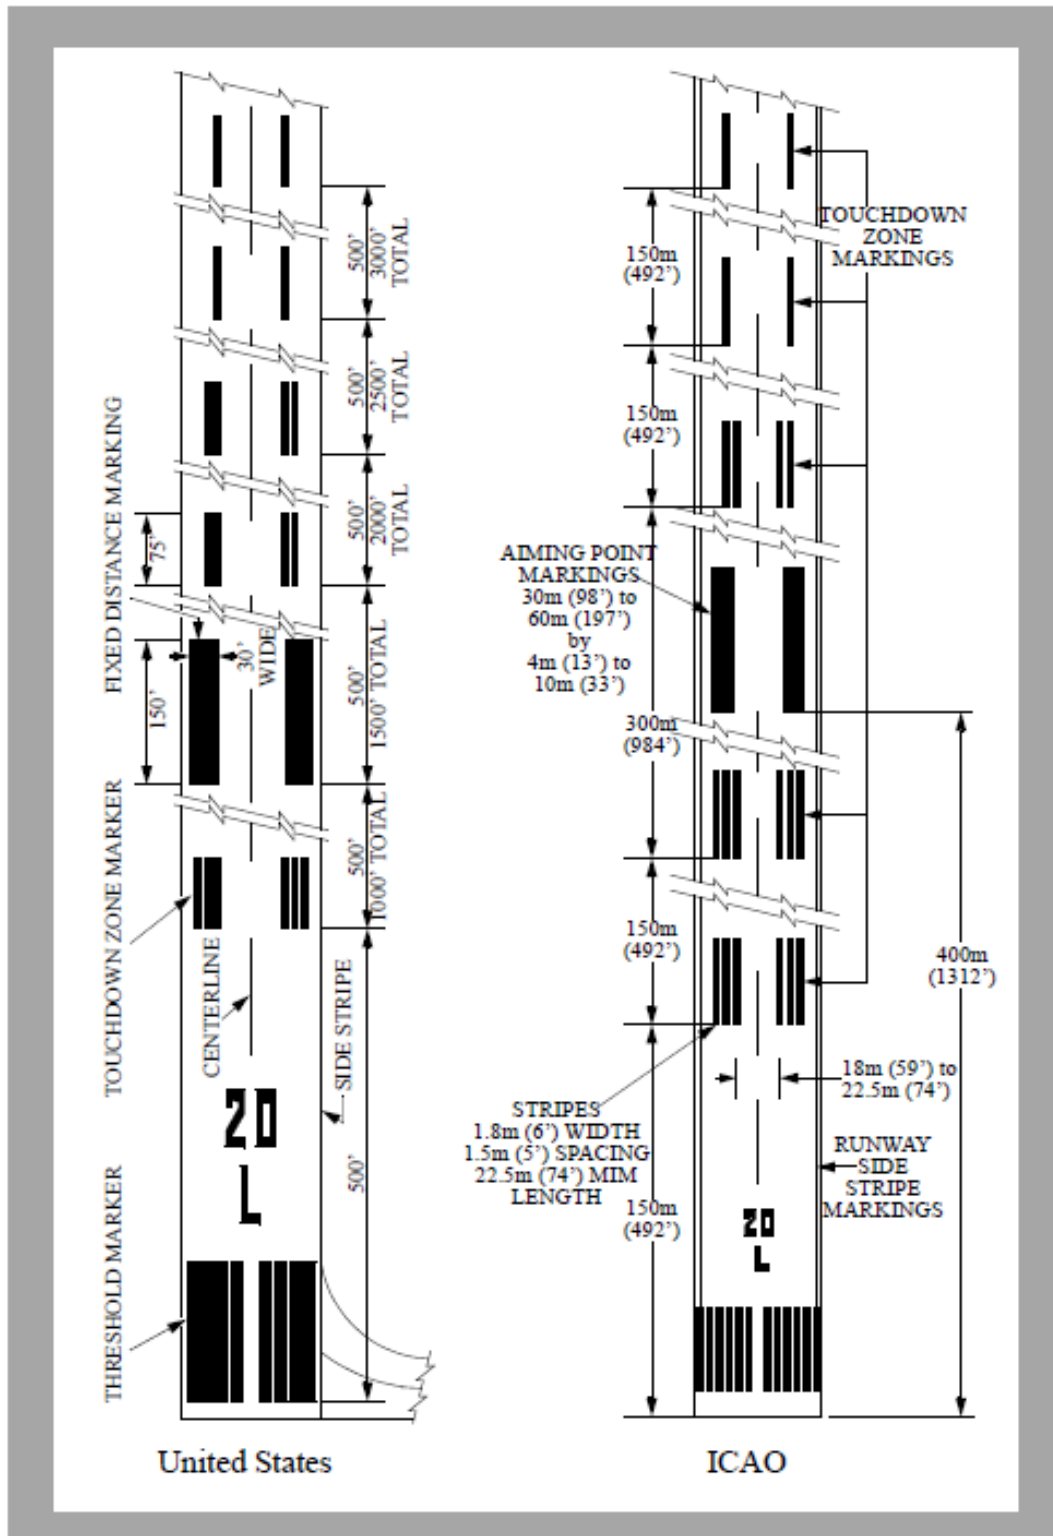 500'
3000'
TOTAL
500'
2500'
TOTAL
500'
2000'
TOTAL
500'
1500' TOTAL
500'
1000' TOTAL
500'
FIXED DISTANCE MARKING
75'
30'
WIDE
150'
TOUCHDOWN ZONE MARKER
CENTERLINE
SIDE STRIPE
20
L
THRESHOLD MARKER
United States
TOUCHDOWN
ZONE
MARKINGS
150m
(492')
150m
(492')
AIMING POINT
MARKINGS
30m (98') to
60m (197')
by
4m (13') to
10m (33')
300m
(984')
150m
(492')
400m
(1312')
18m (59') to
22.5m (74')
STRIPES
1.8m (6') WIDTH
1.5m (5') SPACING
22.5m (74') MIM
LENGTH
RUNWAY
SIDE
STRIPE
MARKINGS
150m
(492')
20
L
ICAO